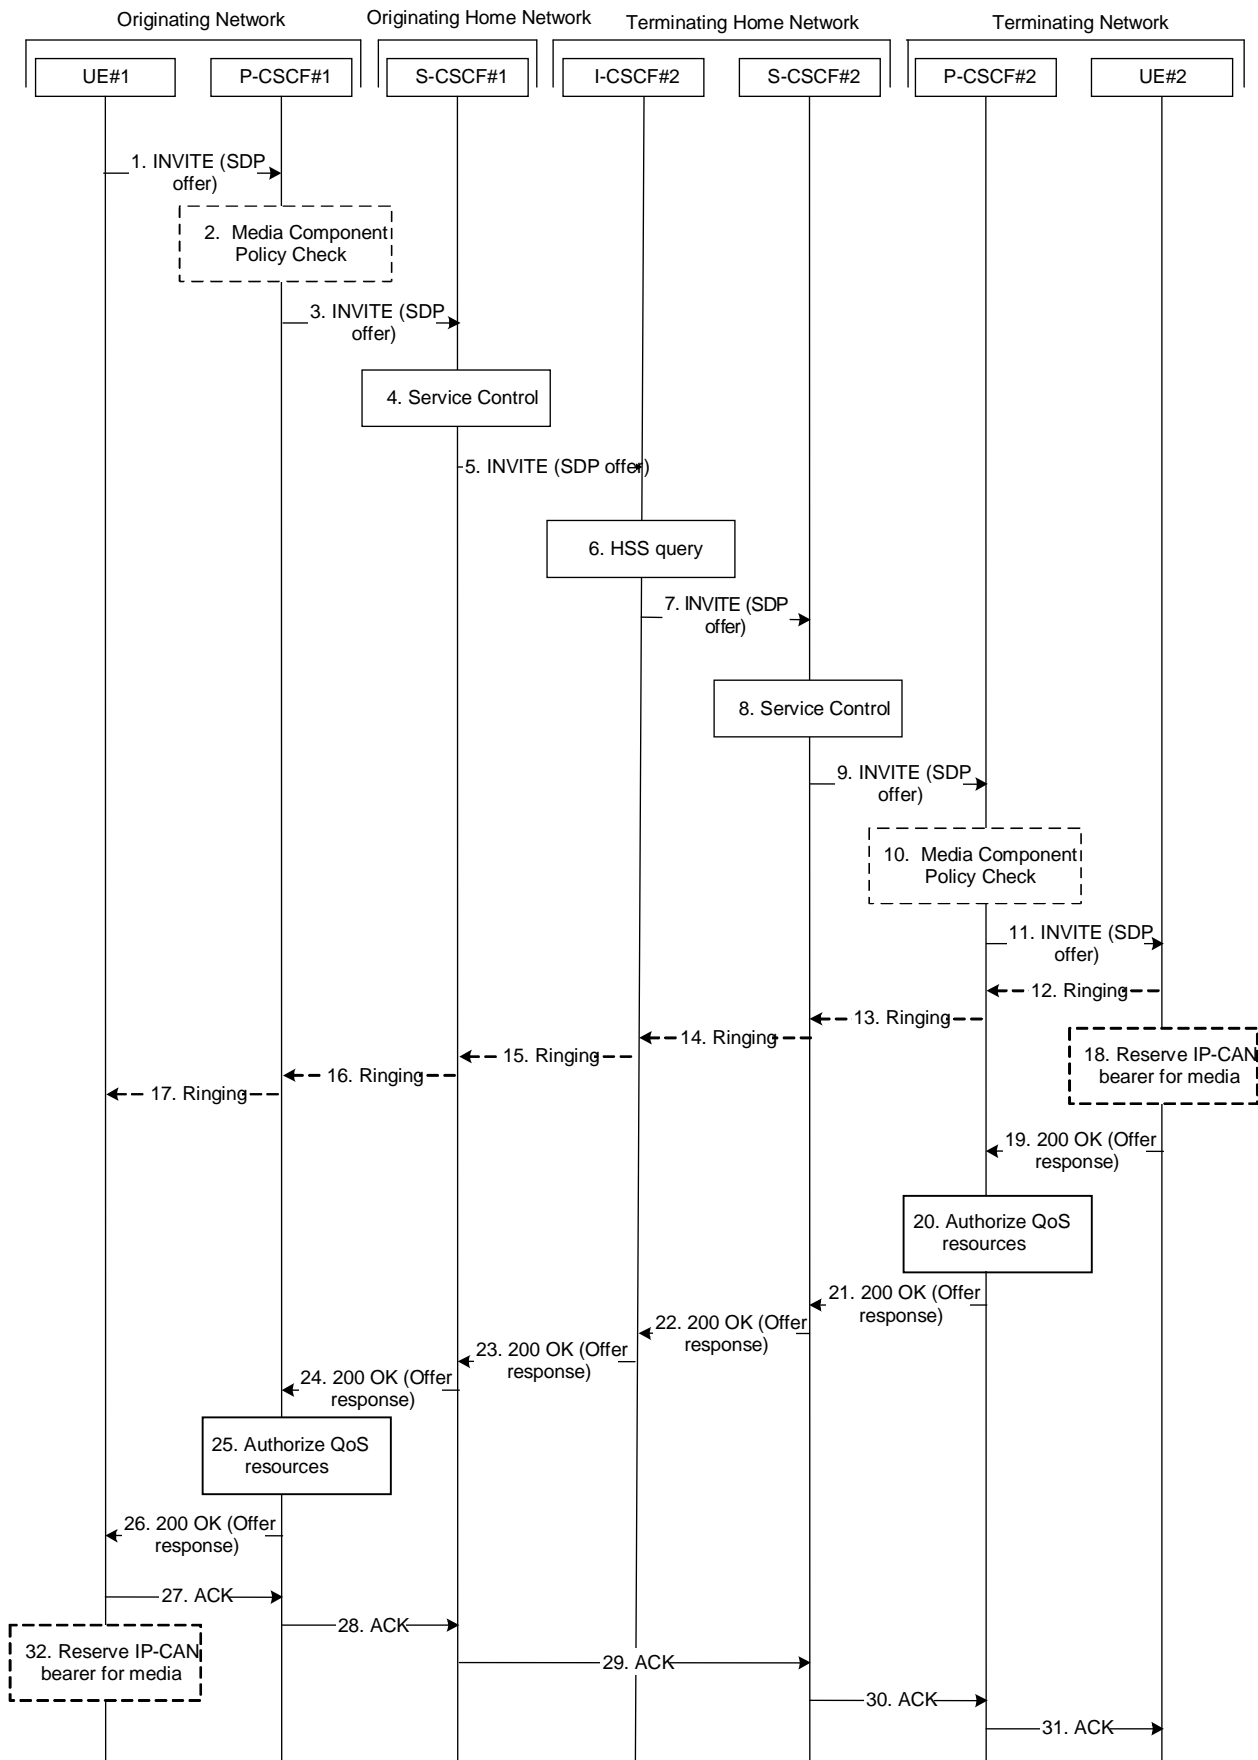 Originating Network
Originating Home Network
Terminating Home Network
Terminating Network
UE#1
P-CSCF#1
S-CSCF#1
I-CSCF#2
S-CSCF#2
P-CSCF#2
UE#2
1. INVITE (SDP
offer)
2. Media Component
Policy Check
3. INVITE (SDP
offer)
4. Service Control
5. INVITE (SDP offer)
6. HSS query
7. INVITE (SDP
offer)
8. Service Control
9. INVITE (SDP
offer)
10. Media Component
Policy Check
11. INVITE (SDP
offer)
12. Ringing
13. Ringing
14. Ringing
15. Ringing
16. Ringing
17. Ringing
18. Reserve IP-CAN
bearer for media
19. 200 OK (Offer
response)
20. Authorize QoS
resources
21. 200 OK (Offer
response)
22. 200 OK (Offer
response)
23. 200 OK (Offer
response)
24. 200 OK (Offer
response)
25. Authorize QoS
resources
26. 200 OK (Offer
response)
27. ACK
28. ACK
32. Reserve IP-CAN
bearer for media
29. ACK
30. ACK
31. ACK